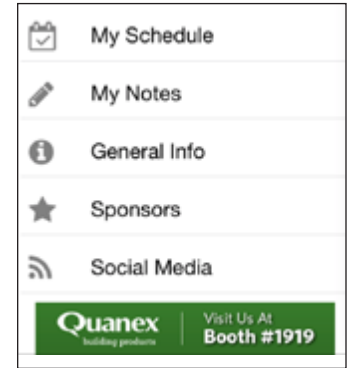 My Schedule
My Notes
General Info
Sponsors
Social Media
Quanex
building products
Visit Us At
Booth #1919